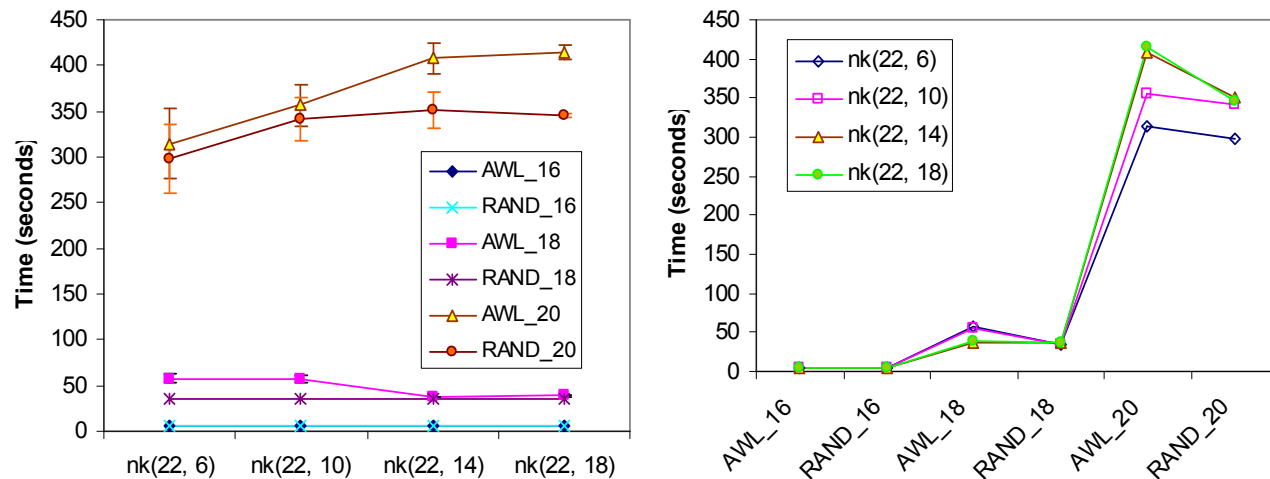 450
400
350
300
250
200
150
100
50
0
Time (seconds)
AWL_16
RAND_16
AWL_18
RAND_18
AWL_20
RAND_20
nk(22, 6)
nk(22, 10)
nk(22, 14)
nk(22, 18)
450
400
350
300
250
200
150
100
50
0
Time (seconds)
nk(22, 6)
nk(22, 10)
nk(22, 14)
nk(22, 18)
AWL_16
RAND_16
AWL_18
RAND_18
AWL_20
RAND_20